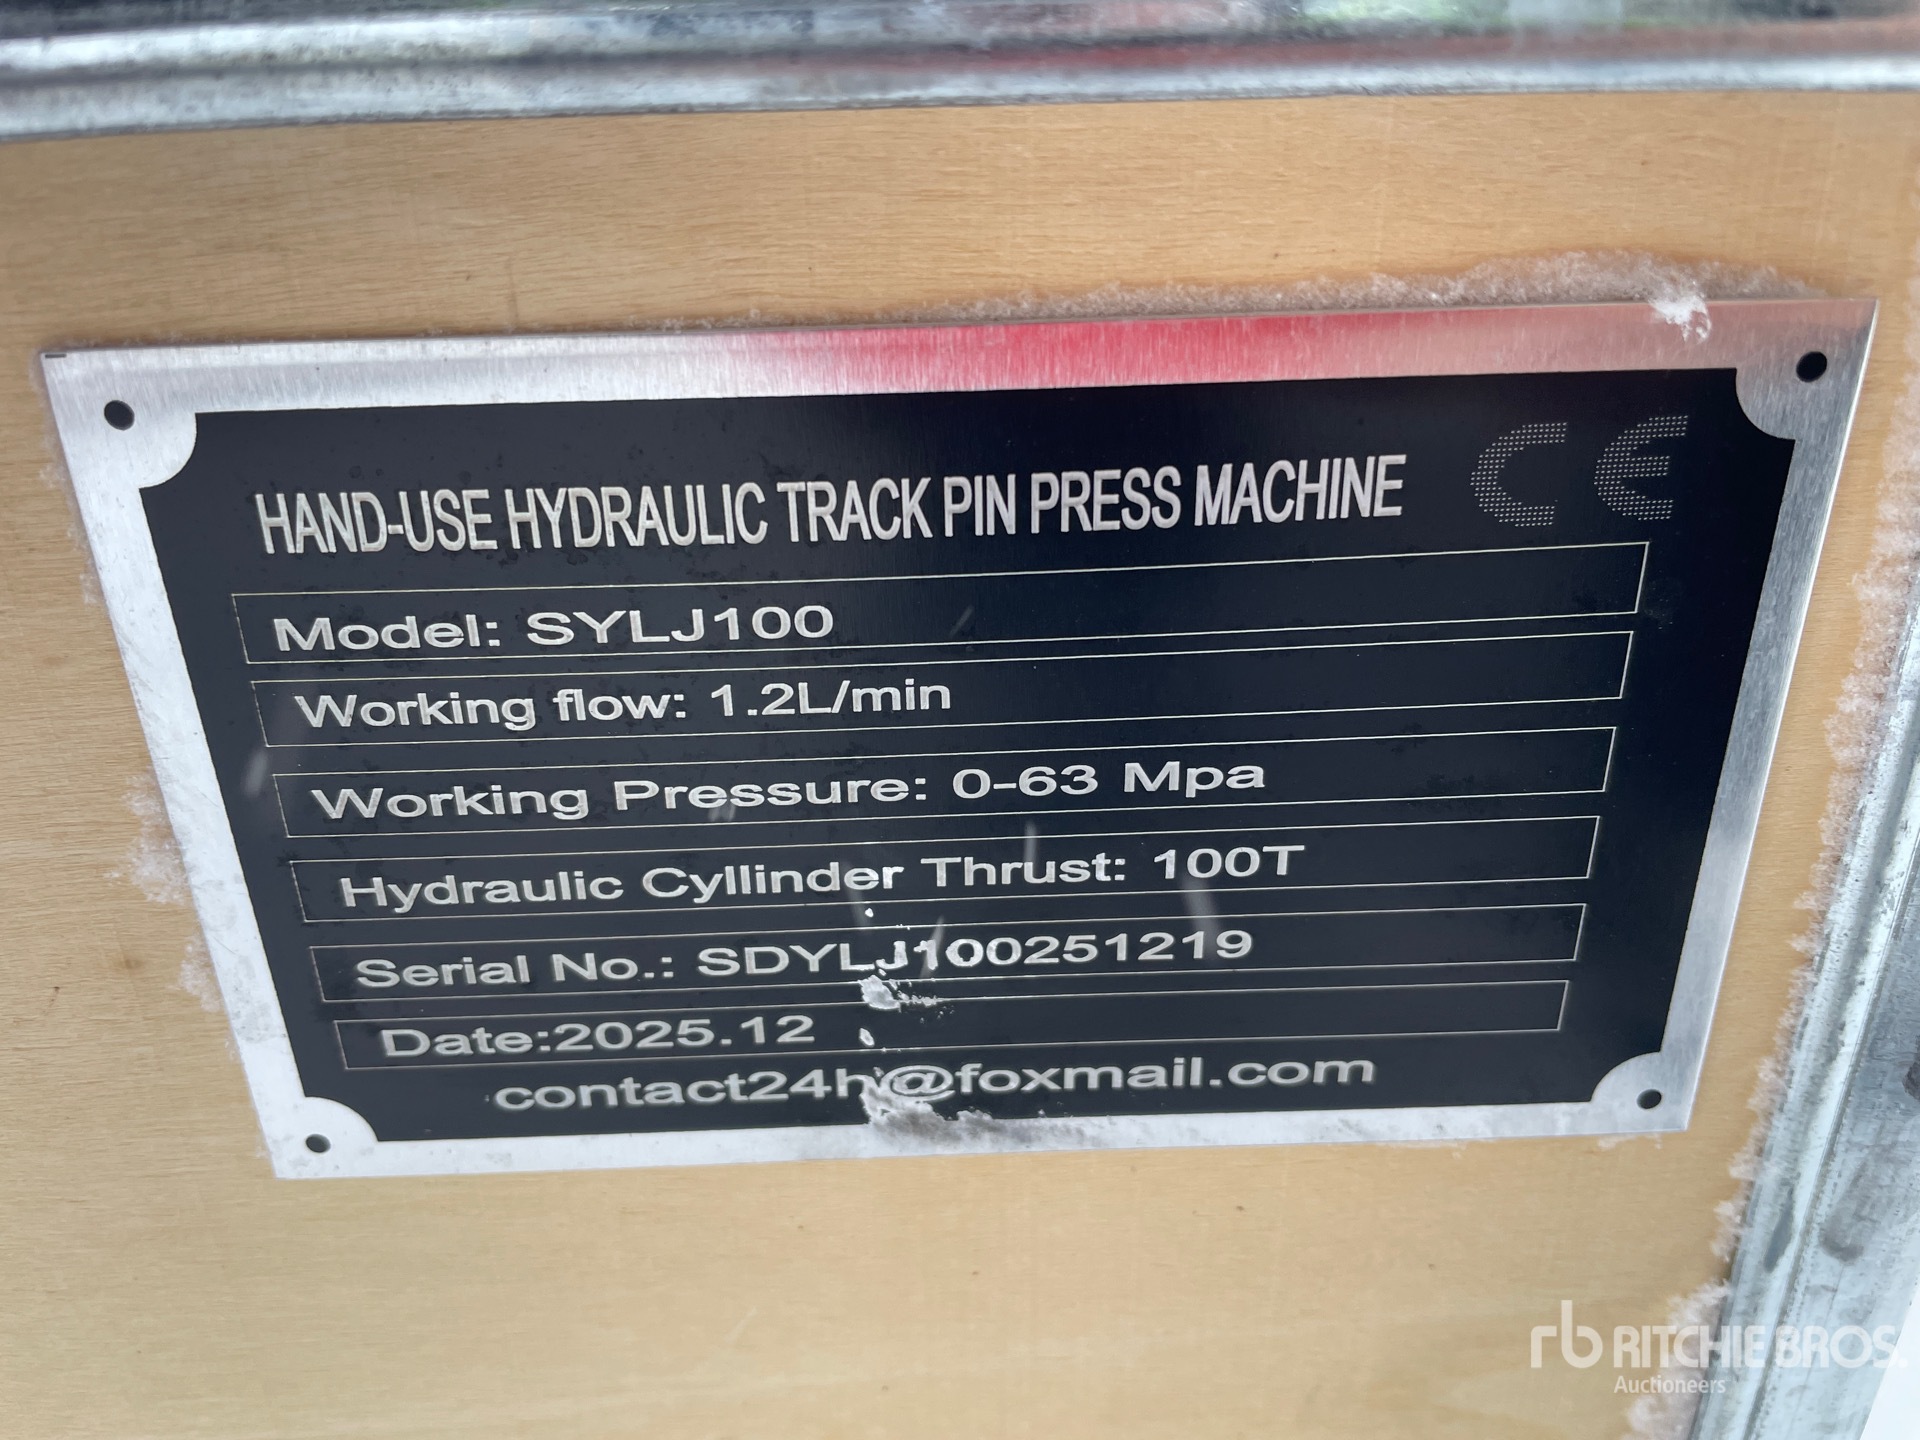 HAND-USE HYDRAULIC TRACK PIN PRESS MACHINE CE
Model: SYLJ100
Working flow: 1.2L/min
Working Pressure: 0-63 Mpa
Hydraulic Cyllinder Thrust: 100T
Serial No.: SDYLJ100251219
Date:2025.12
contact24h@foxmail.com
rb RITCHIE BROS.
Auctioneers